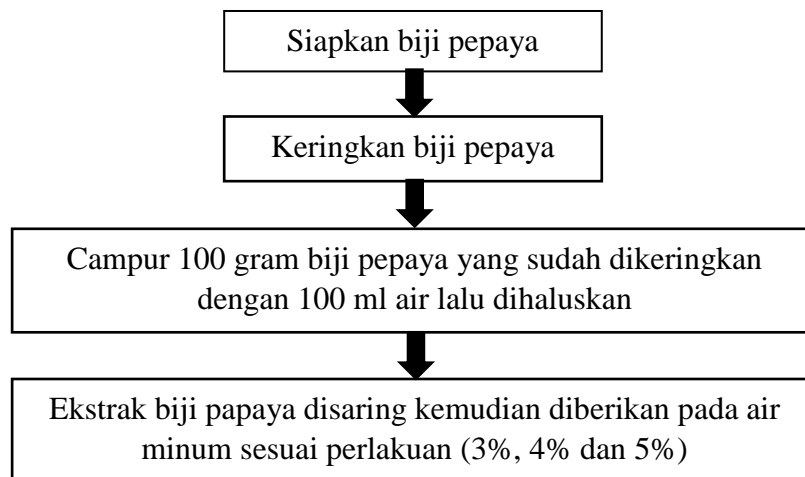 Siapkan biji pepaya
Keringkan biji pepaya
Campur 100 gram biji pepaya yang sudah dikeringkan
dengan 100 ml air lalu dihaluskan
Ekstrak biji papaya disaring kemudian diberikan pada air
minum sesuai perlakuan (3%, 4% dan 5%)